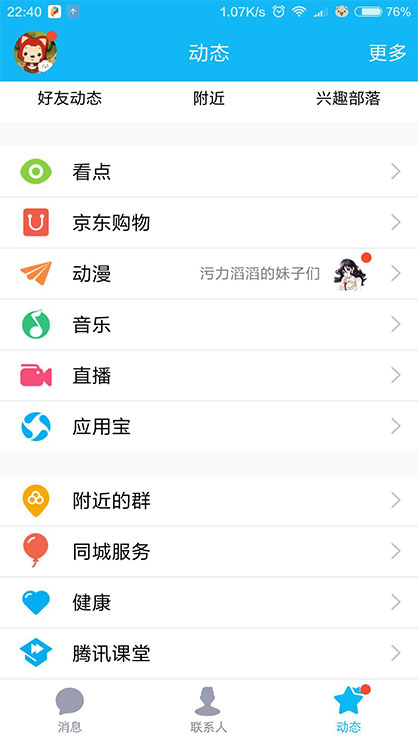 22:40 1.07K/s 76%
动态 更多
好友动态 附近 兴趣部落
看点
京东购物
动漫 污力滔滔的妹子们
音乐
直播
应用宝
附近的群
同城服务
健康
腾讯课堂
消息 联系人 动态